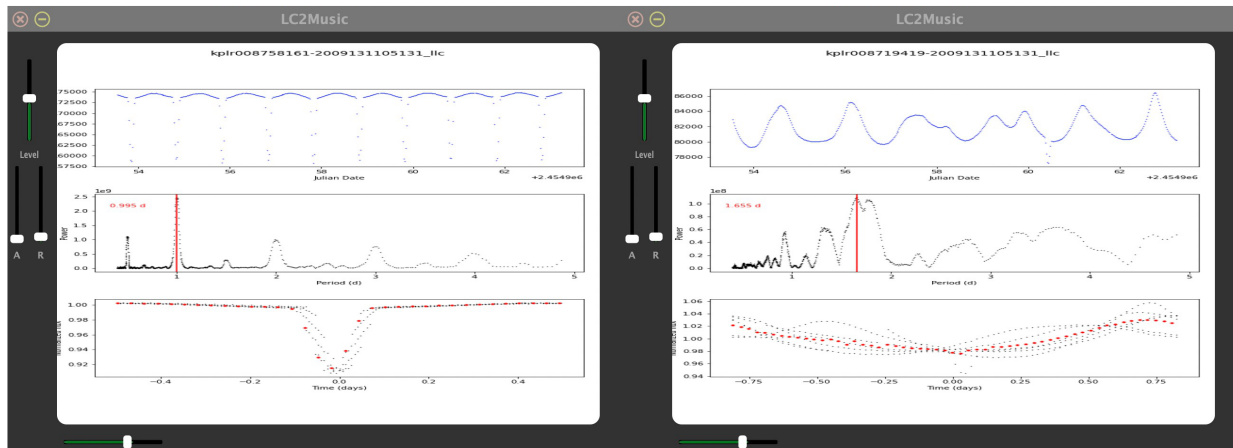 LC2Music
kplr008758161-2009131105131_llc
75000
72500
70000
67500
65000
62500
60000
57500
54 56 58 60 62
Julian Date +2.4549e6
Level
1e9
2.5
2.0
1.5
1.0
0.5
0.0
0.995 d
Power
1 2 3 4 5
Period (d)
A R
1.00
0.98
0.96
0.94
0.92
−0.4 −0.2 0.0 0.2 0.4
Time (days)
LC2Music
kplr008719419-2009131105131_llc
86000
84000
82000
80000
78000
54 56 58 60 62
Julian Date +2.4549e6
Level
1e8
1.0
0.8
0.6
0.4
0.2
0.0
1.655 d
Power
1 2 3 4 5
Period (d)
A R
1.06
1.04
1.02
1.00
0.98
0.96
0.94
−0.75 −0.50 −0.25 0.00 0.25 0.50 0.75
Time (days)